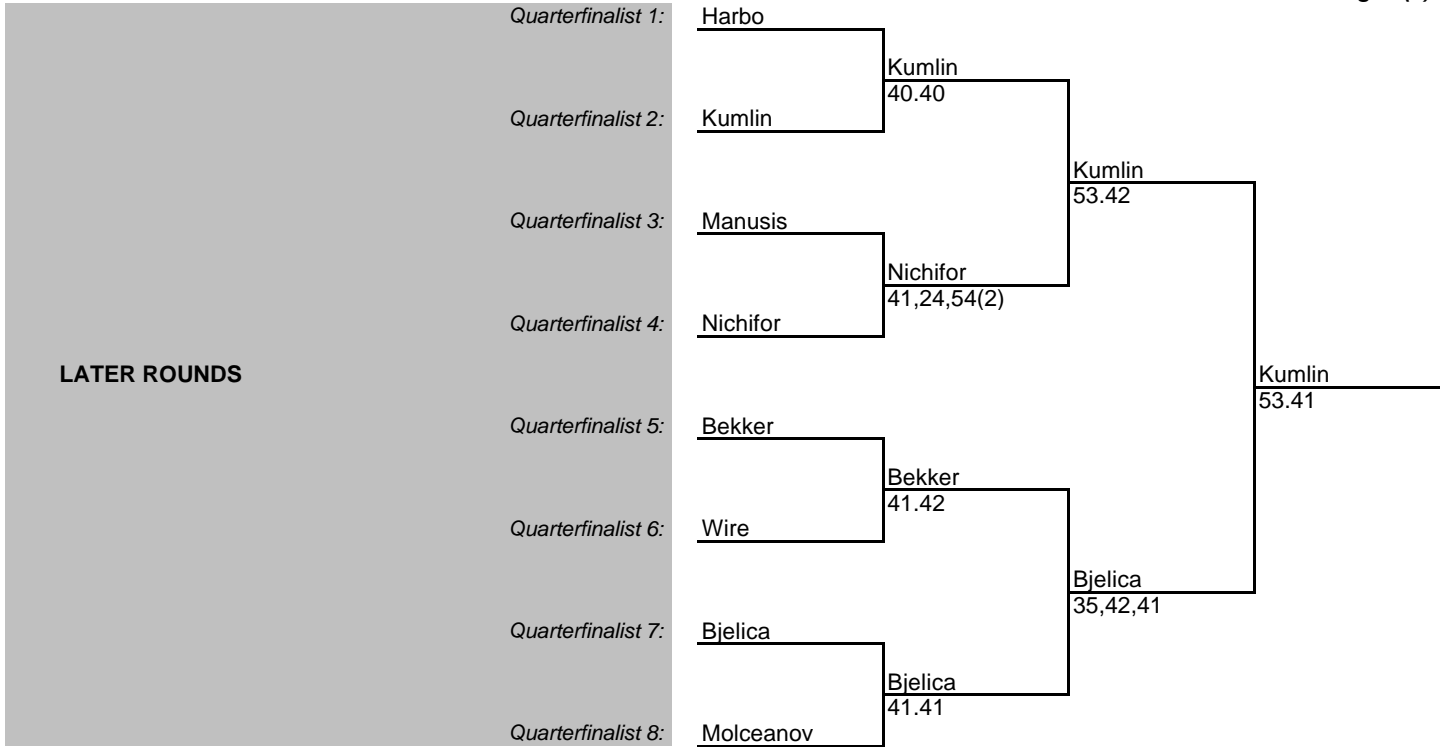 Quarterfinalist 1: Harbo
Kumlin
40.40
Quarterfinalist 2: Kumlin
Kumlin
53.42
Quarterfinalist 3: Manusis
Nichifor
41,24,54(2)
Quarterfinalist 4: Nichifor
LATER ROUNDS
Kumlin
53.41
Quarterfinalist 5: Bekker
Bekker
41.42
Quarterfinalist 6: Wire
Bjelica
35,42,41
Quarterfinalist 7: Bjelica
Bjelica
41.41
Quarterfinalist 8: Molceanov